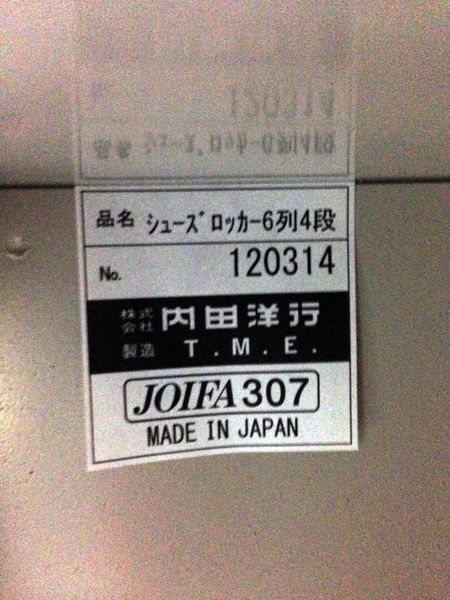 品名 ｼｭｰｽﾞﾛｯｶｰ6列4段
No. 120314
株式会社 内田洋行
製造 T.M.E.
JOIFA307
MADE IN JAPAN